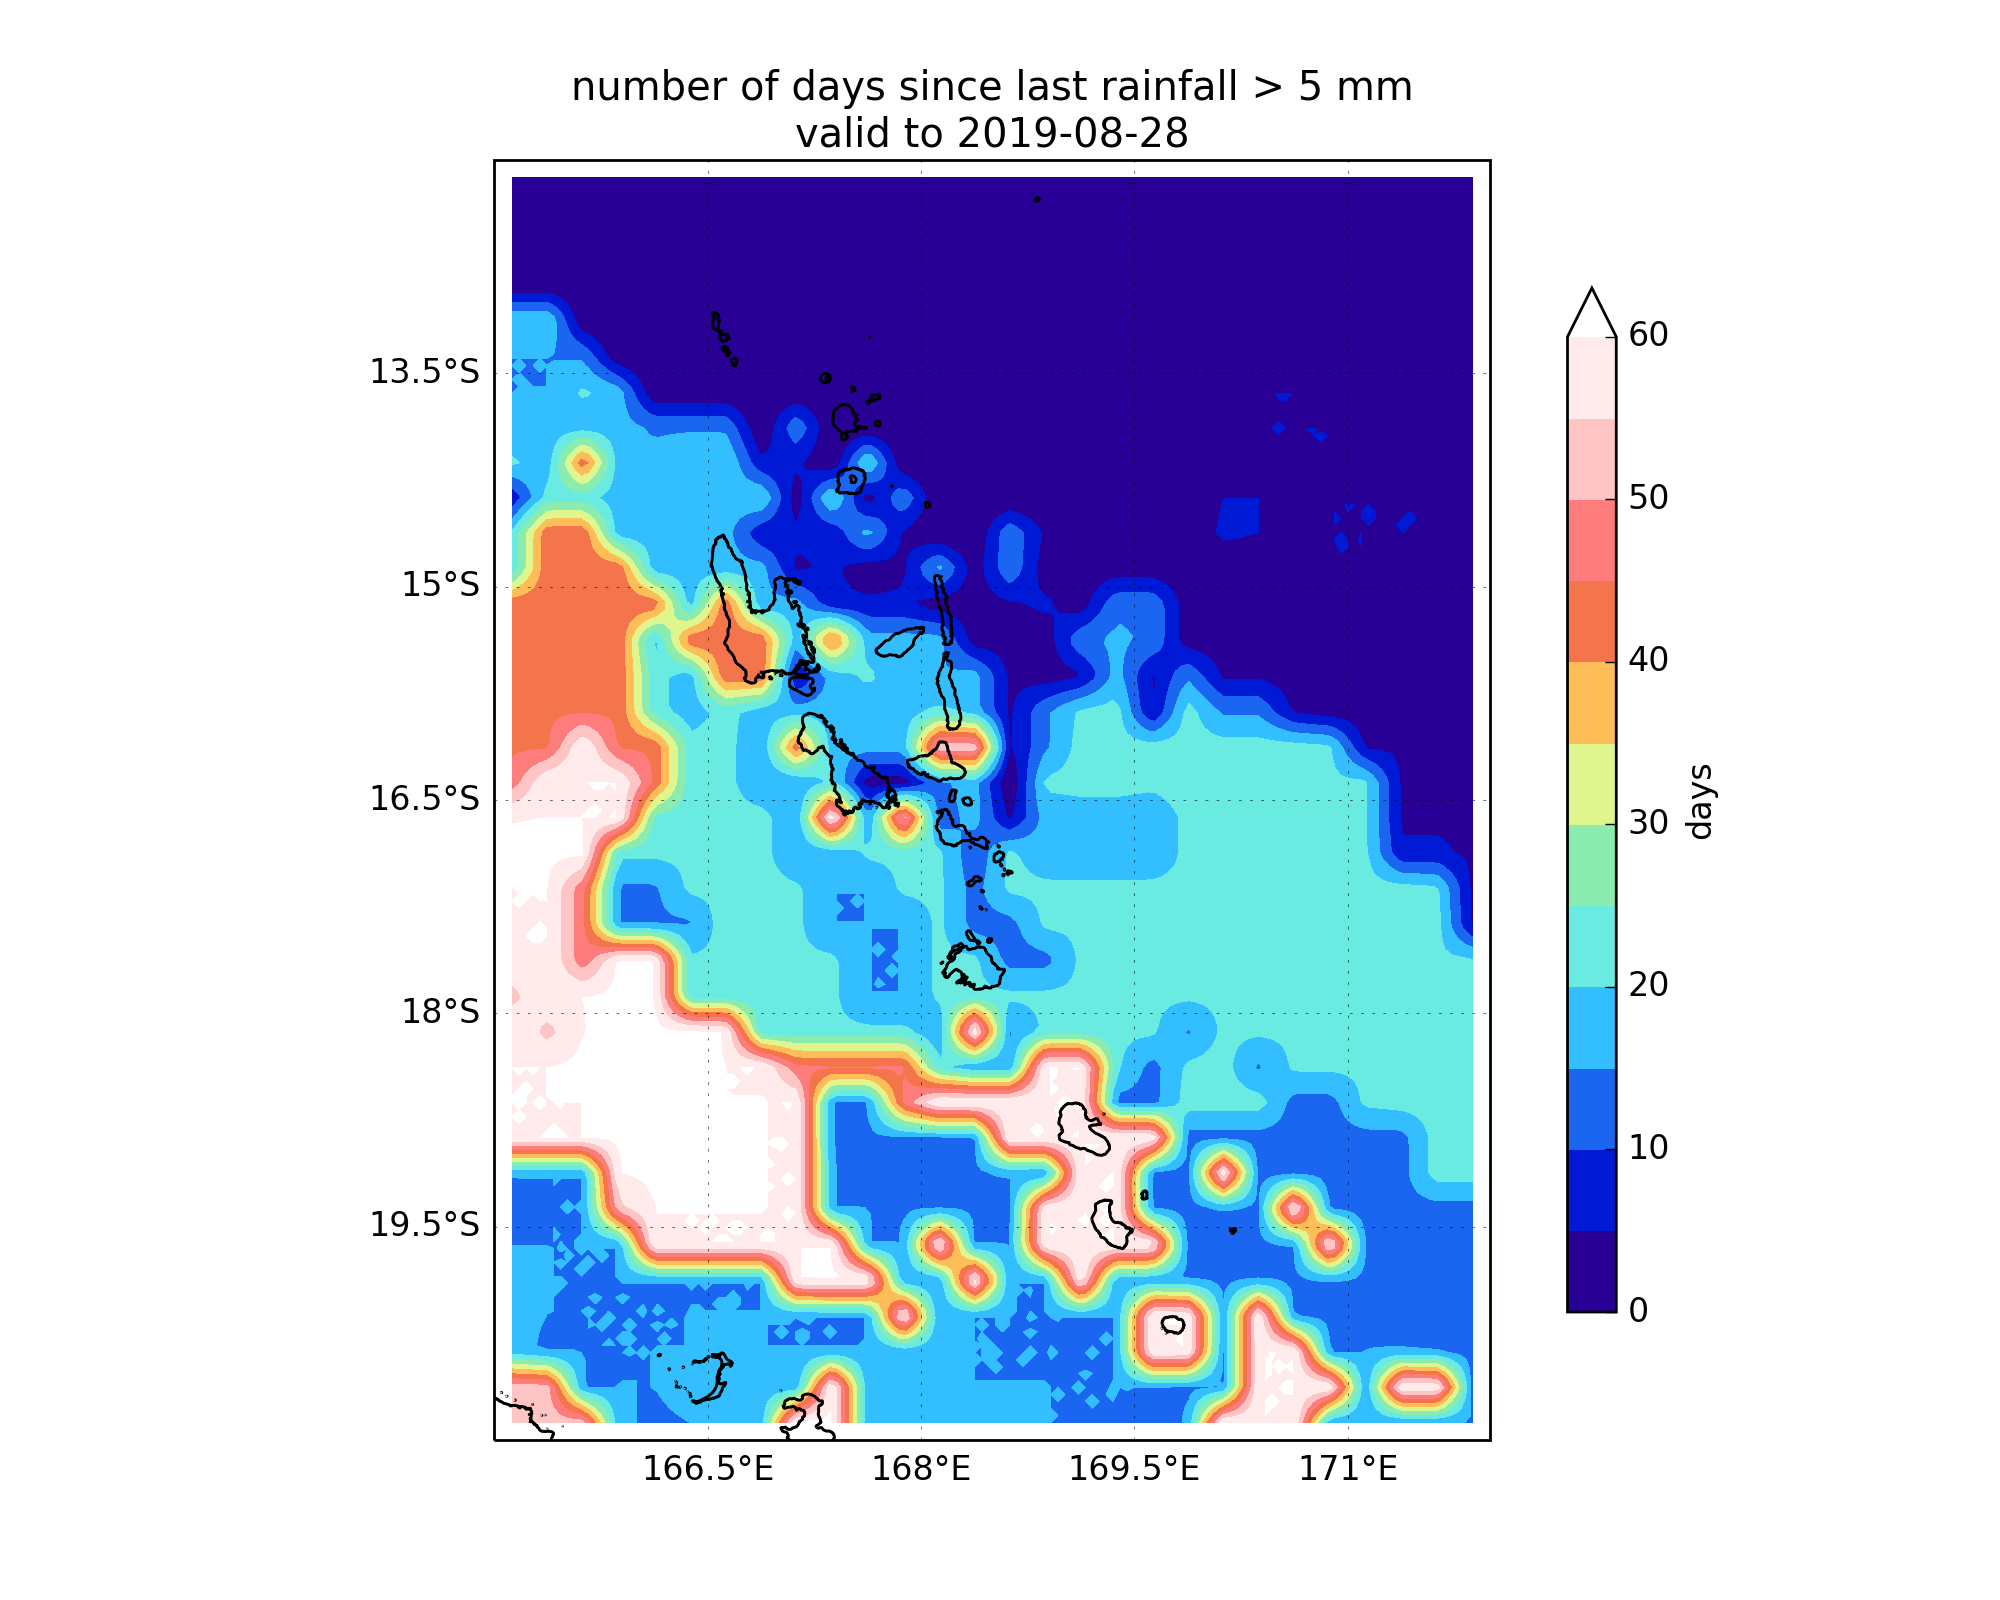 number of days since last rainfall > 5 mm
valid to 2019-08-28
13.5°S
15°S
16.5°S
18°S
19.5°S
166.5°E
168°E
169.5°E
171°E
60
50
40
30
20
10
0
days